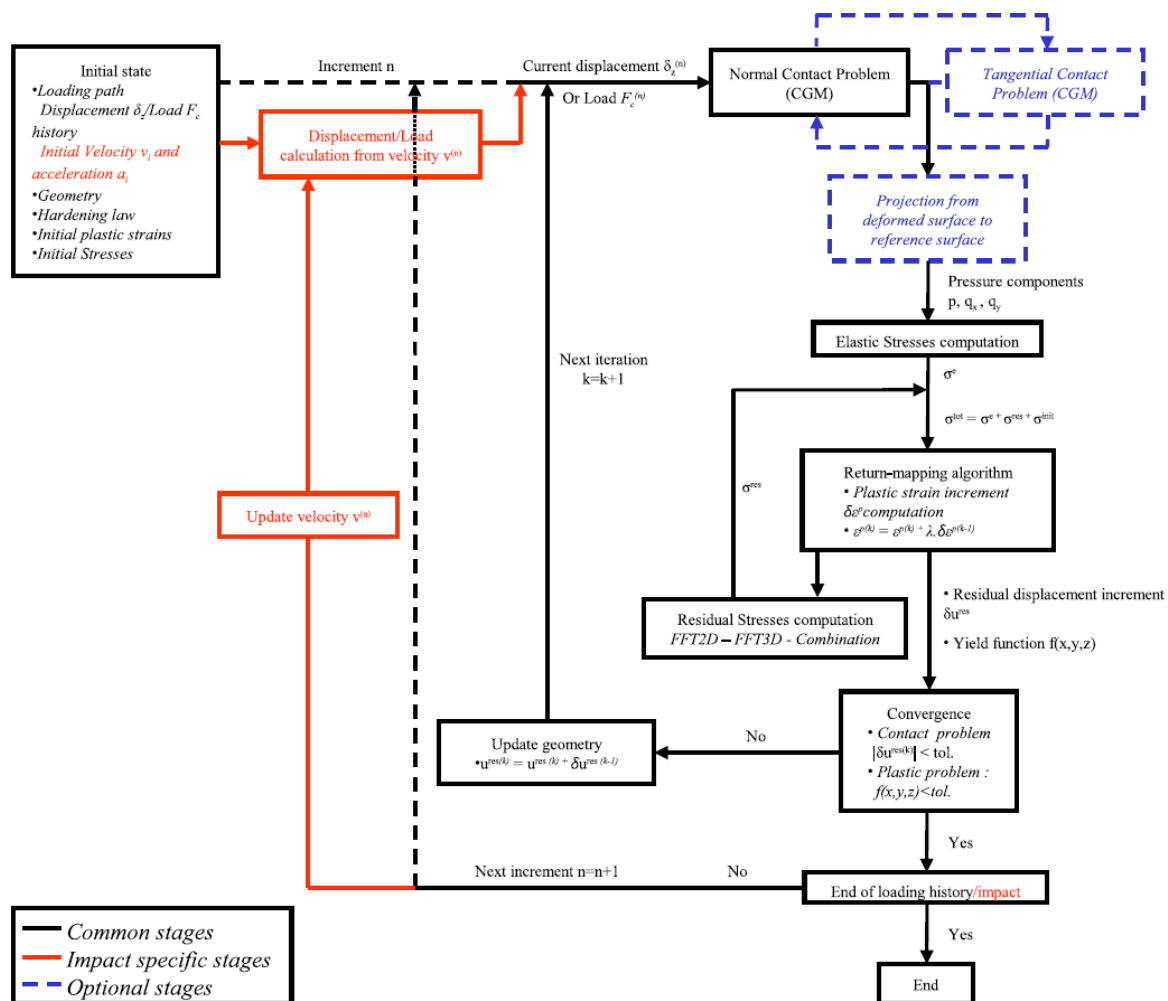 Initial state
•Loading path
Displacement δz/Load Fc
history
Initial Velocity vi and
acceleration ai
•Geometry
•Hardening law
•Initial plastic strains
•Initial Stresses
Increment n
Displacement/Load
calculation from velocity v(n)
Current displacement δz(n)
Or Load Fc(n)
Normal Contact Problem
(CGM)
Tangential Contact
Problem (CGM)
Projection from
deformed surface to
reference surface
Pressure components
p, qx , qy
Elastic Stresses computation
σe
σtot = σe + σres + σinit
Next iteration
k=k+1
σres
Return-mapping algorithm
• Plastic strain increment
δεp computation
• εp(k) = εp(k) + λ.δεp(k-1)
Update velocity v(n)
Residual Stresses computation
FFT2D – FFT3D - Combination
• Residual displacement increment
δures
• Yield function f(x,y,z)
Convergence
• Contact problem
|δures(k)| < tol.
• Plastic problem :
f(x,y,z)<tol.
No
Update geometry
•ures(k) = ures (k) + δures (k-1)
Yes
Next increment n=n+1
No
End of loading history/impact
Yes
End
Common stages
Impact specific stages
Optional stages